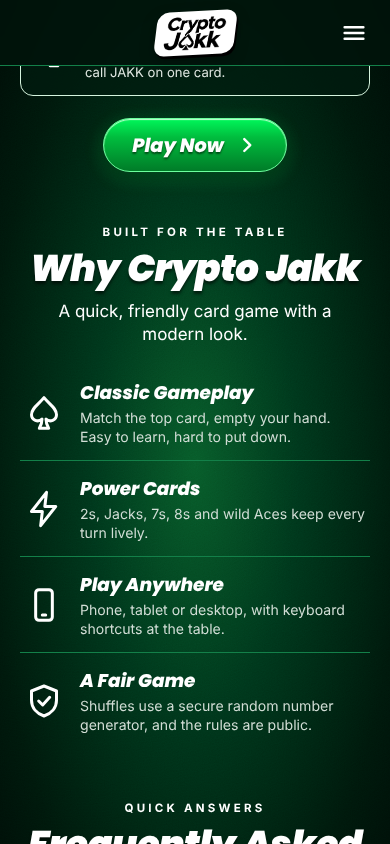 Crypto
Jakk
call JAKK on one card.
Play Now
BUILT FOR THE TABLE
Why Crypto Jakk
A quick, friendly card game with a
modern look.
Classic Gameplay
Match the top card, empty your hand.
Easy to learn, hard to put down.
Power Cards
2s, Jacks, 7s, 8s and wild Aces keep every
turn lively.
Play Anywhere
Phone, tablet or desktop, with keyboard
shortcuts at the table.
A Fair Game
Shuffles use a secure random number
generator, and the rules are public.
QUICK ANSWERS
Frequently Asked